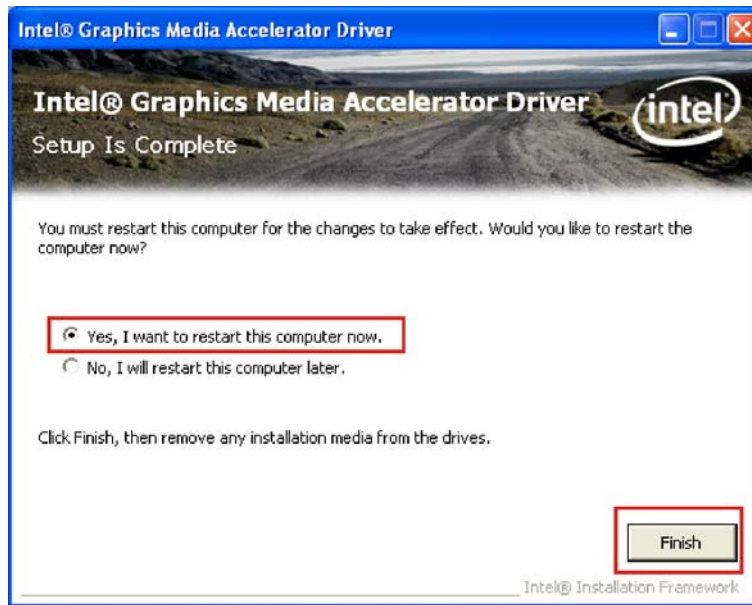 Intel® Graphics Media Accelerator Driver
Intel® Graphics Media Accelerator Driver
intel
Setup Is Complete
You must restart this computer for the changes to take effect. Would you like to restart the
computer now?
Yes, I want to restart this computer now.
No, I will restart this computer later.
Click Finish, then remove any installation media from the drives.
Finish
Intel® Installation Framework